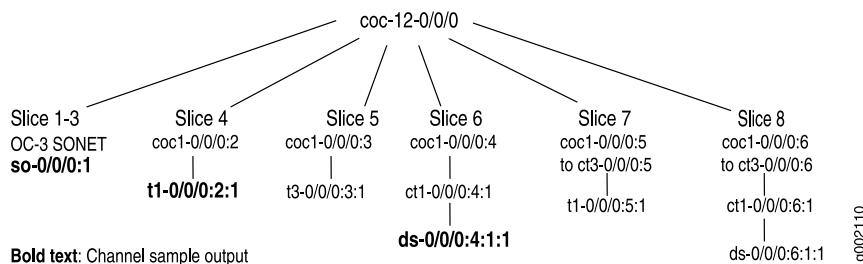 coc-12-0/0/0
Slice 1-3
OC-3 SONET
so-0/0/0:1
Slice 4
coc1-0/0/0:2
t1-0/0/0:2:1
Slice 5
coc1-0/0/0:3
t3-0/0/0:3:1
Slice 6
coc1-0/0/0:4
ct1-0/0/0:4:1
ds-0/0/0:4:1:1
Slice 7
coc1-0/0/0:5
to ct3-0/0/0:5
t1-0/0/0:5:1
Slice 8
coc1-0/0/0:6
to ct3-0/0/0:6
ct1-0/0/0:6:1
ds-0/0/0:6:1:1
Bold text: Channel sample output
g002110